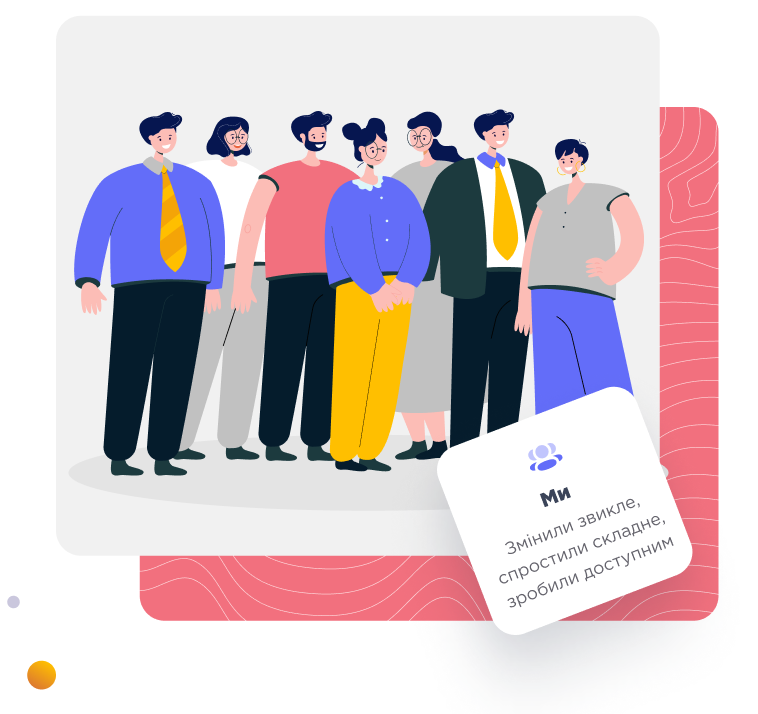 Ми
Змінили звикле,
спростили складне,
зробили доступним